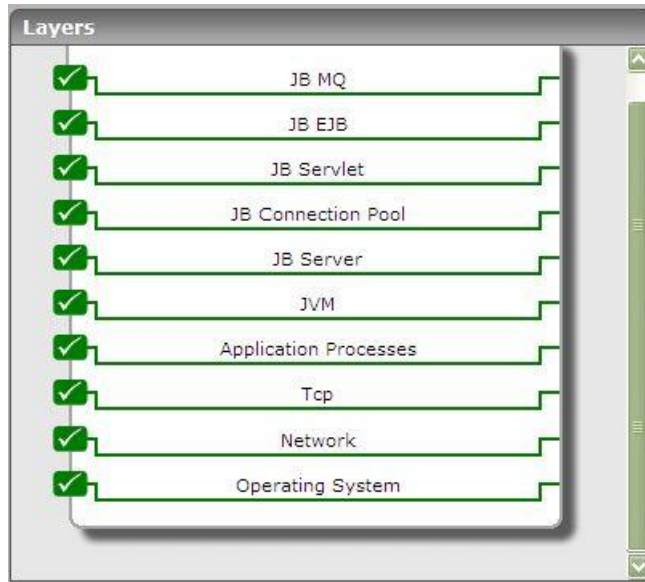 Layers
JB MQ
JB EJB
JB Servlet
JB Connection Pool
JB Server
JVM
Application Processes
Tcp
Network
Operating System